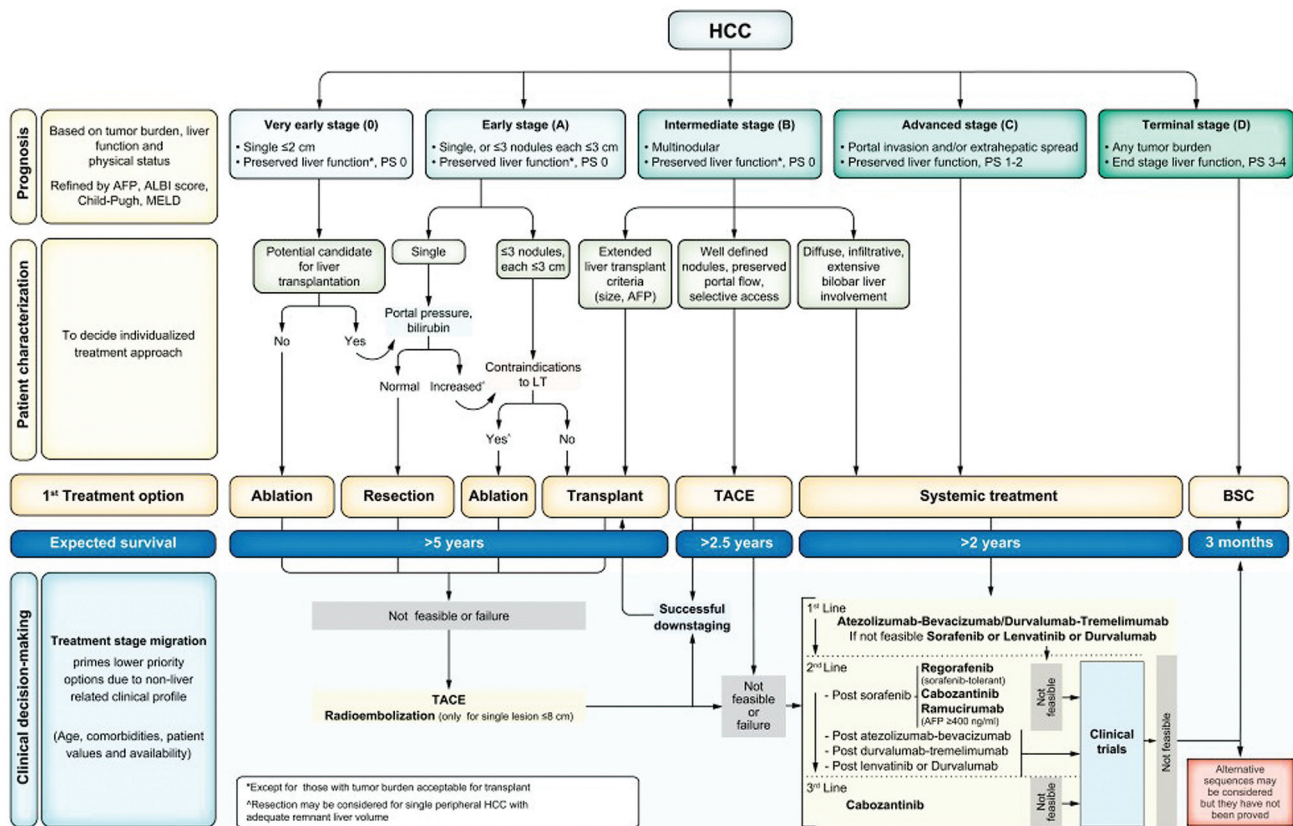 HCC
Prognosis
Based on tumor burden, liver
function and
physical status
Refined by AFP, ALBI score,
Child-Pugh, MELD
Very early stage (0)
• Single ≤2 cm
• Preserved liver function*, PS 0
Early stage (A)
• Single, or ≤3 nodules each ≤3 cm
• Preserved liver function*, PS 0
Intermediate stage (B)
• Multinodular
• Preserved liver function*, PS 0
Advanced stage (C)
• Portal invasion and/or extrahepatic spread
• Preserved liver function, PS 1-2
Terminal stage (D)
• Any tumor burden
• End stage liver function, PS 3-4
Patient characterization
To decide individualized
treatment approach
Potential candidate
for liver
transplantation
Single
≤3 nodules,
each ≤3 cm
Extended
liver transplant
criteria
(size, AFP)
Well defined
nodules, preserved
portal flow,
selective access
Diffuse, infiltrative,
extensive
bilobar liver
involvement
No
Yes
Portal pressure,
bilirubin
Normal
Increased^
Contraindications
to LT
Yes^
No
1st Treatment option
Ablation
Resection
Ablation
Transplant
TACE
Systemic treatment
BSC
Expected survival
>5 years
>2.5 years
>2 years
3 months
Clinical decision-making
Treatment stage migration
primes lower priority
options due to non-liver
related clinical profile
(Age, comorbidities, patient
values and availability)
Not feasible or failure
TACE
Radioembolization (only for single lesion ≤8 cm)
Successful
downstaging
Not
feasible
or
failure
1st Line
Atezolizumab-Bevacizumab/Durvalumab-Tremelimumab
If not feasible Sorafenib or Lenvatinib or Durvalumab
2nd Line
- Post sorafenib
Regorafenib
(sorafenib-tolerant)
Cabozantinib
Ramucirumab
(AFP ≥400 ng/ml)
Not
feasible
- Post atezolizumab-bevacizumab
- Post durvalumab-tremelimumab
- Post lenvatinib or Durvalumab
Clinical
trials
Not feasible
3rd Line
Cabozantinib
Not
feasible
Alternative
sequences may
be considered
but they have not
been proved
*Except for those with tumor burden acceptable for transplant
^Resection may be considered for single peripheral HCC with
adequate remnant liver volume